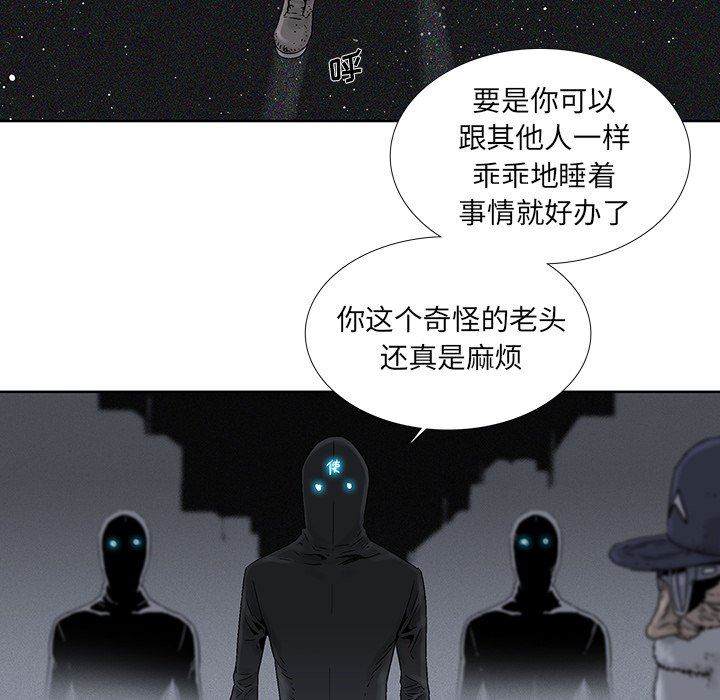 呼
要是你可以
跟其他人一样
乖乖地睡着
事情就好办了
你这个奇怪的老头
还真是麻烦
使